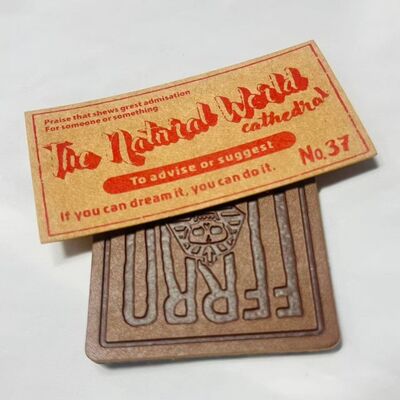 Praise that shews grest admisation
For someone or something
The Natural World
cathedral
To advise or suggest
If you can dream it, you can do it.
No.37